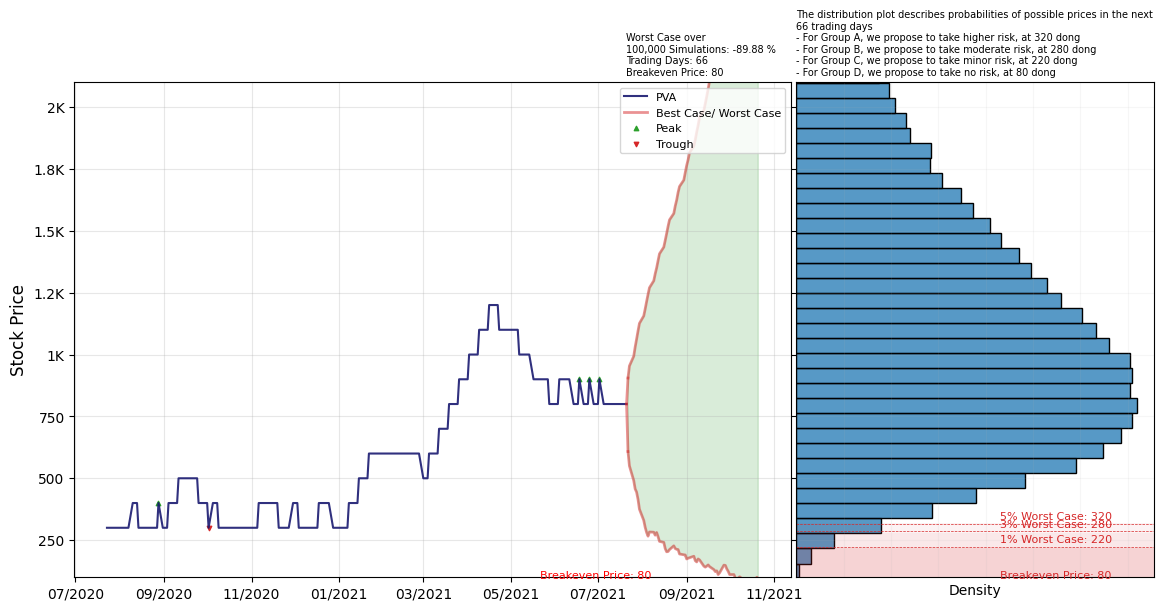 The distribution plot describes probabilities of possible prices in the next
66 trading days
- For Group A, we propose to take higher risk, at 320 dong
- For Group B, we propose to take moderate risk, at 280 dong
- For Group C, we propose to take minor risk, at 220 dong
- For Group D, we propose to take no risk, at 80 dong
Worst Case over
100,000 Simulations: -89.88 %
Trading Days: 66
Breakeven Price: 80
PVA
Best Case/ Worst Case
Peak
Trough
Stock Price
2K
1.8K
1.5K
1.2K
1K
750
500
250
5% Worst Case: 320
3% Worst Case: 280
1% Worst Case: 220
Breakeven Price: 80
Breakeven Price: 80
07/2020
09/2020
11/2020
01/2021
03/2021
05/2021
07/2021
09/2021
11/2021
Density